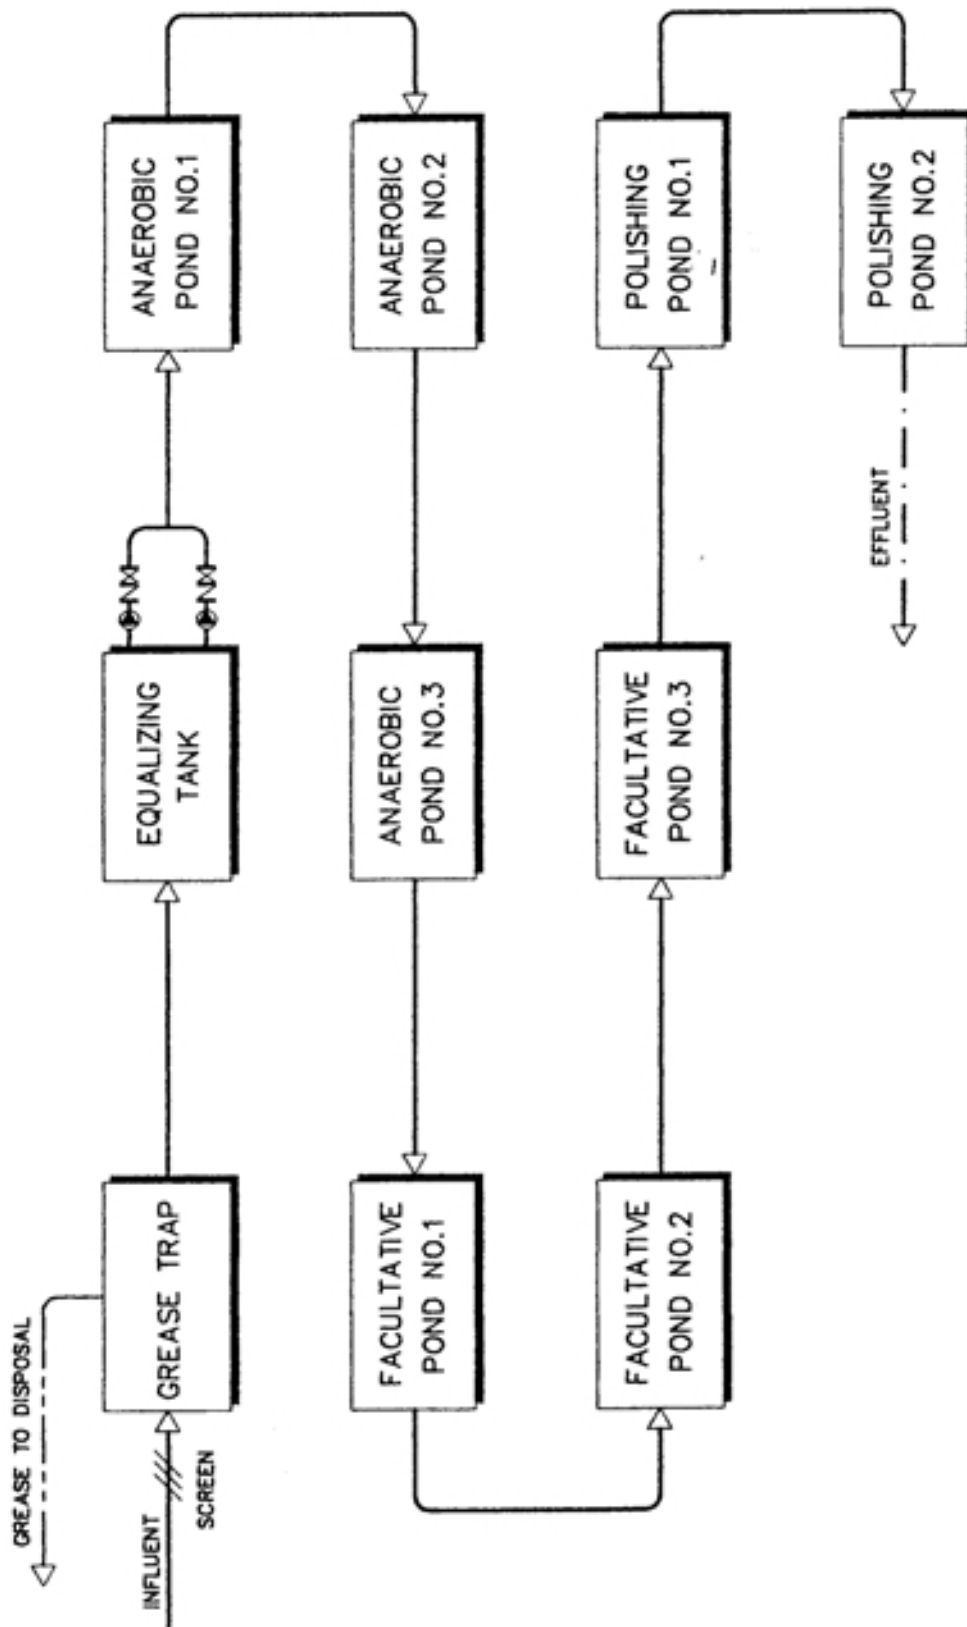 GREASE TO DISPOSAL
INFLUENT
SCREEN
GREASE TRAP
EQUALIZING
TANK
ANAEROBIC
POND NO.1
ANAEROBIC
POND NO.2
ANAEROBIC
POND NO.3
FACULTATIVE
POND NO.1
FACULTATIVE
POND NO.2
FACULTATIVE
POND NO.3
POLISHING
POND NO.1
POLISHING
POND NO.2
EFFLUENT